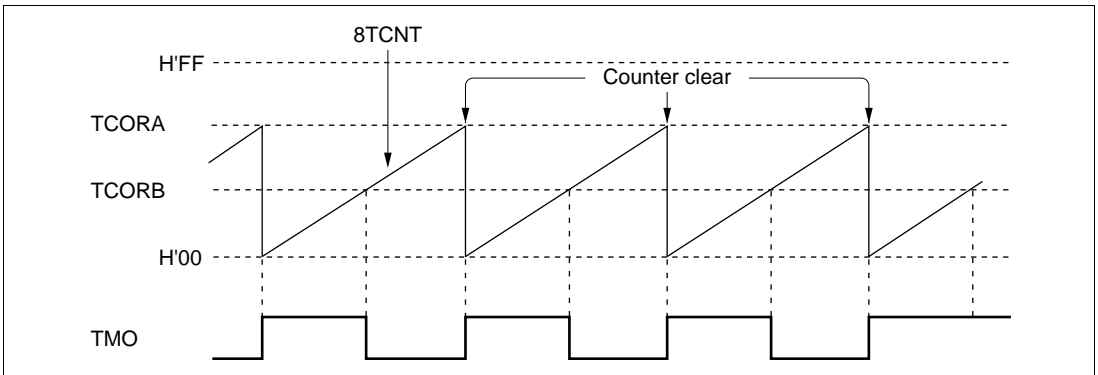 8TCNT
H'FF
Counter clear
TCORA
TCORB
H'00
TMO